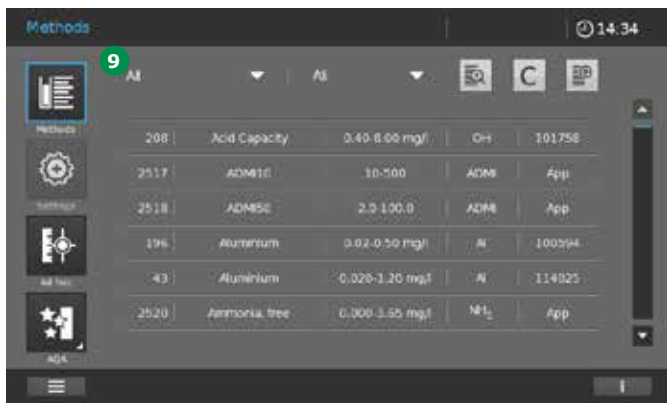 Methods 14:34
9 All All C
Methods
208 Acid Capacity 0.40-8.00 mg/l OH 101758
2517 ADMI10 10-500 ADMI App
Settings
2518 ADMI50 2.0-100.0 ADMI App
196 Aluminium 0.02-0.50 mg/l Al 100594
Ad hoc
43 Aluminium 0.020-1.20 mg/l Al 114825
2520 Ammonia, free 0.000-3.65 mg/l NH3 App
AQA
i